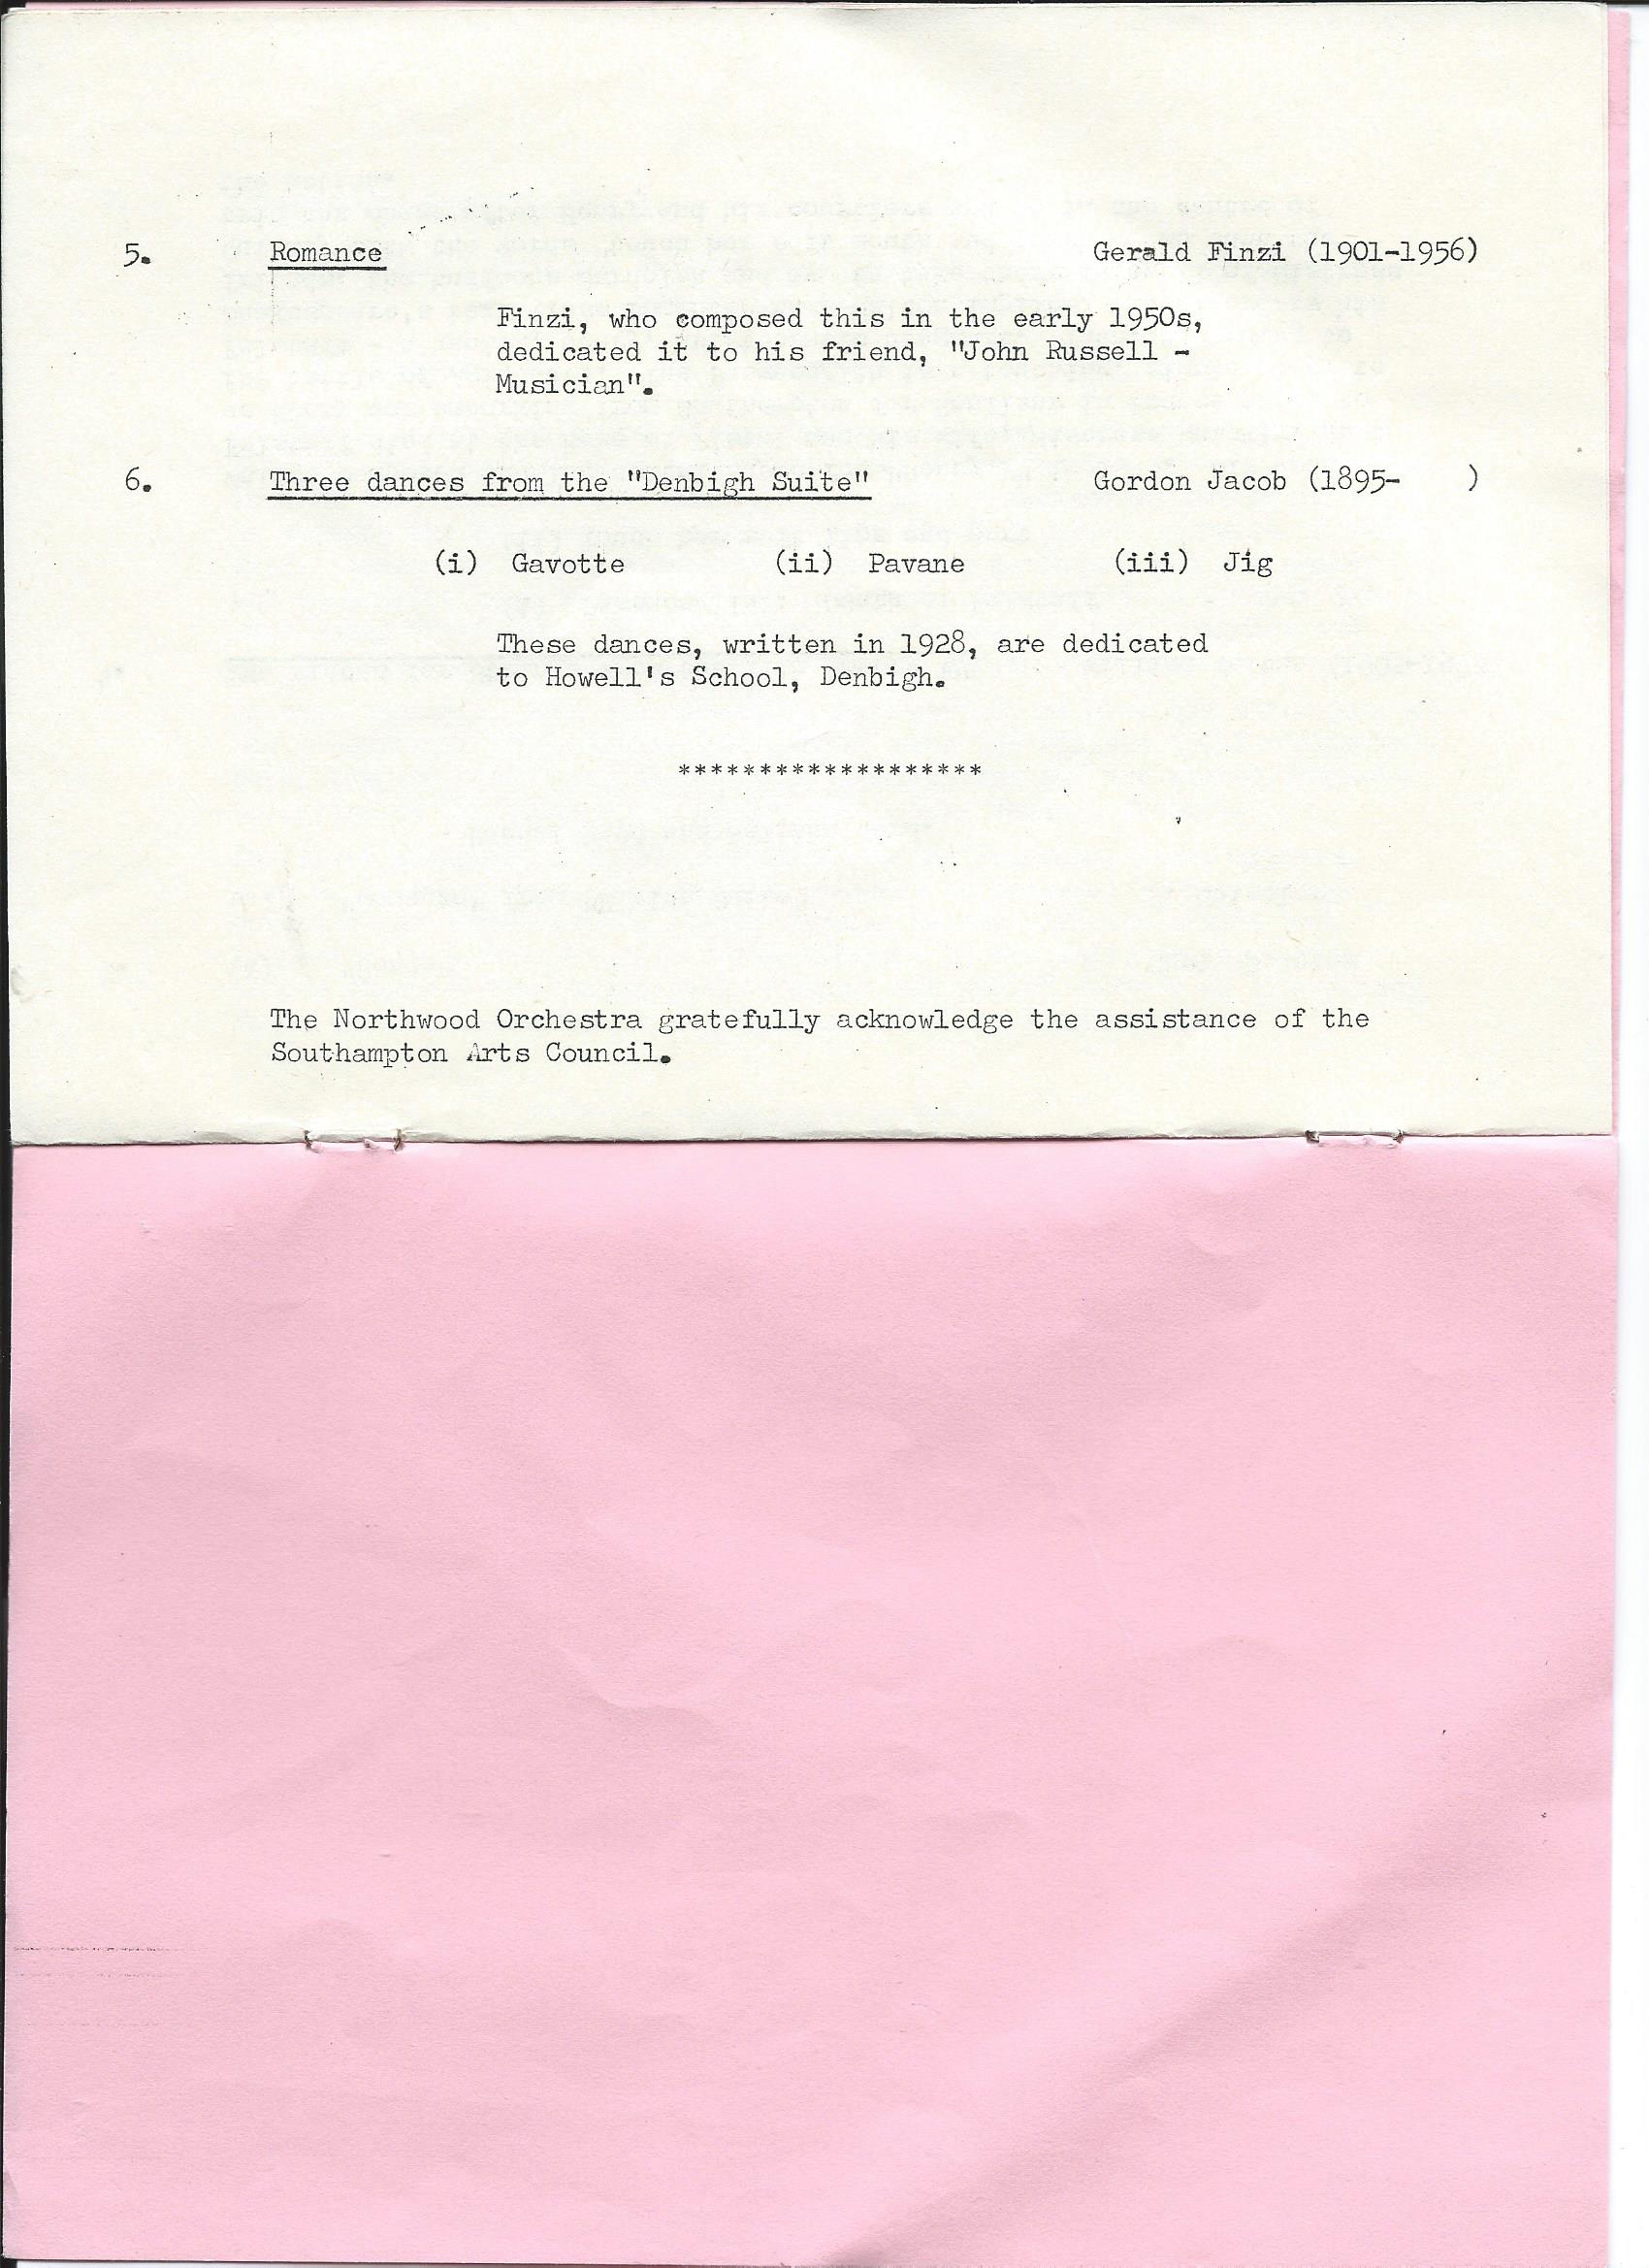 5. Romance Gerald Finzi (1901-1956)
Finzi, who composed this in the early 1950s,
dedicated it to his friend, "John Russell -
Musician".
6. Three dances from the "Denbigh Suite" Gordon Jacob (1895- )
(i) Gavotte (ii) Pavane (iii) Jig
These dances, written in 1928, are dedicated
to Howell's School, Denbigh.
*******************
The Northwood Orchestra gratefully acknowledge the assistance of the
Southampton Arts Council.